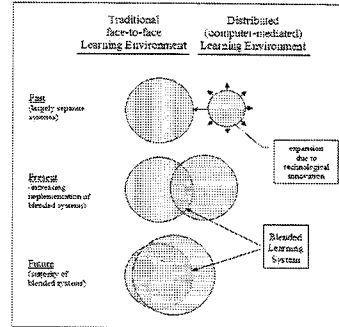 Traditional
face-to-face
Learning Environment
Distributed
(computer-mediated)
Learning Environment
Past
(largely separate
systems)
expansion
due to
technological
innovation
Present
(increasing
implementation of
blended systems)
Blended
Learning
System
Future
(majority of
blended systems)